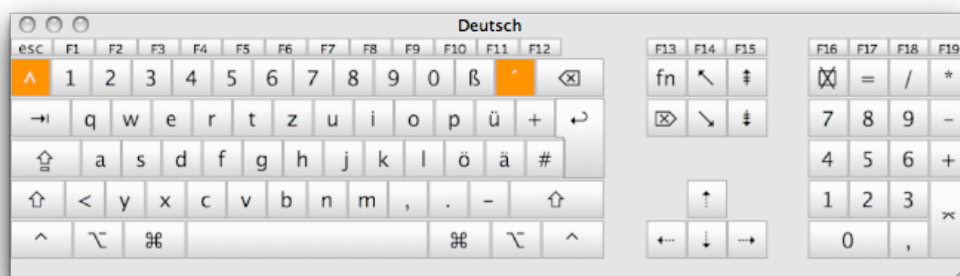 Deutsch
esc F1 F2 F3 F4 F5 F6 F7 F8 F9 F10 F11 F12 F13 F14 F15 F16 F17 F18 F19
^ 1 2 3 4 5 6 7 8 9 0 ß ´ ⌫ fn ↖ ⇞ = / *
⇥ q w e r t z u i o p ü + ↩ ⌦ ↘ ⇟ 7 8 9 -
⇪ a s d f g h j k l ö ä # 4 5 6 +
⇧ < y x c v b n m , . - ⇧ ⇡ 1 2 3 ⌅
^ ⌥ ⌘ ⌘ ⌥ ^ ⇠ ⇣ ⇢ 0 ,